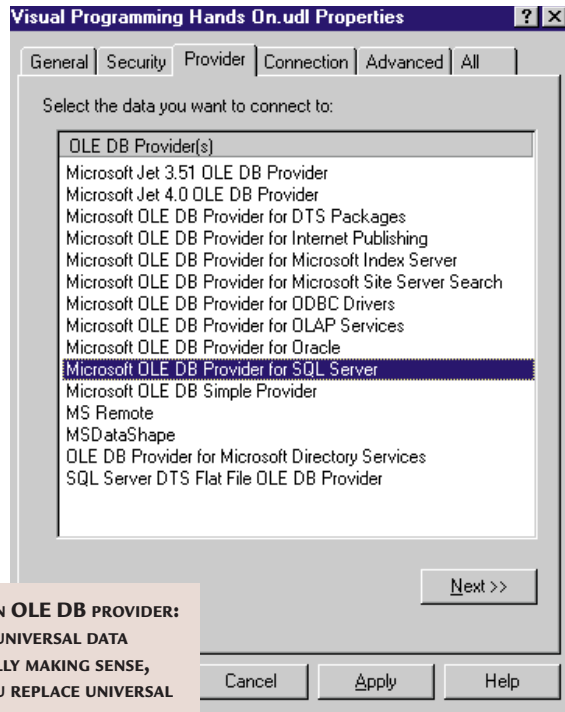 Visual Programming Hands On.udl Properties
General Security Provider Connection Advanced All
Select the data you want to connect to:
OLE DB Provider(s)
Microsoft Jet 3.51 OLE DB Provider
Microsoft Jet 4.0 OLE DB Provider
Microsoft OLE DB Provider for DTS Packages
Microsoft OLE DB Provider for Internet Publishing
Microsoft OLE DB Provider for Microsoft Index Server
Microsoft OLE DB Provider for Microsoft Site Server Search
Microsoft OLE DB Provider for ODBC Drivers
Microsoft OLE DB Provider for OLAP Services
Microsoft OLE DB Provider for Oracle
Microsoft OLE DB Provider for SQL Server
Microsoft OLE DB Simple Provider
MS Remote
MSDataShape
OLE DB Provider for Microsoft Directory Services
SQL Server DTS Flat File OLE DB Provider
Next >>
OLE DB PROVIDER:
UNIVERSAL DATA
MAKING SENSE,
REPLACE UNIVERSAL
Cancel Apply Help